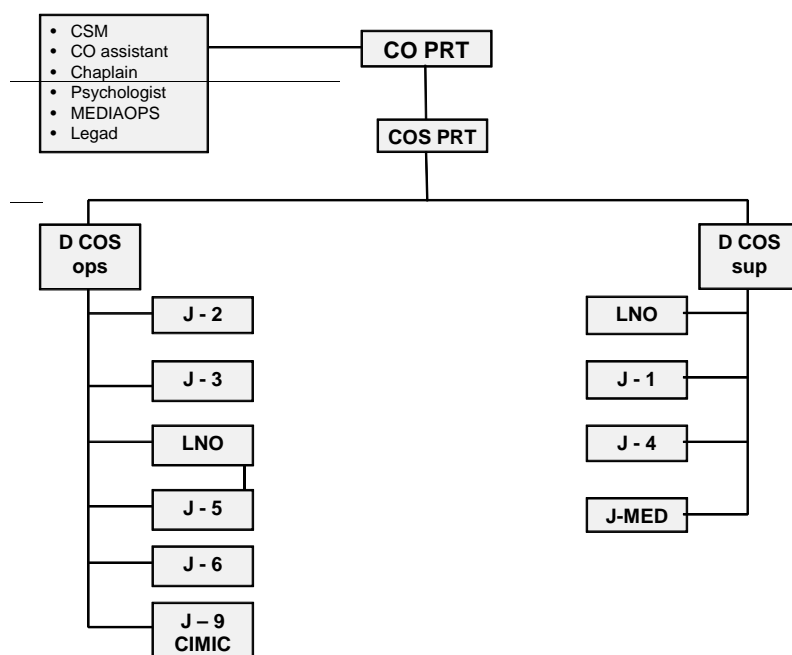 • CSM
• CO assistant
• Chaplain
• Psychologist
• MEDIAOPS
• Legad
CO PRT
COS PRT
D COS
ops
D COS
sup
J - 2
J - 3
LNO
J - 5
J - 6
J – 9
CIMIC
LNO
J - 1
J - 4
J-MED